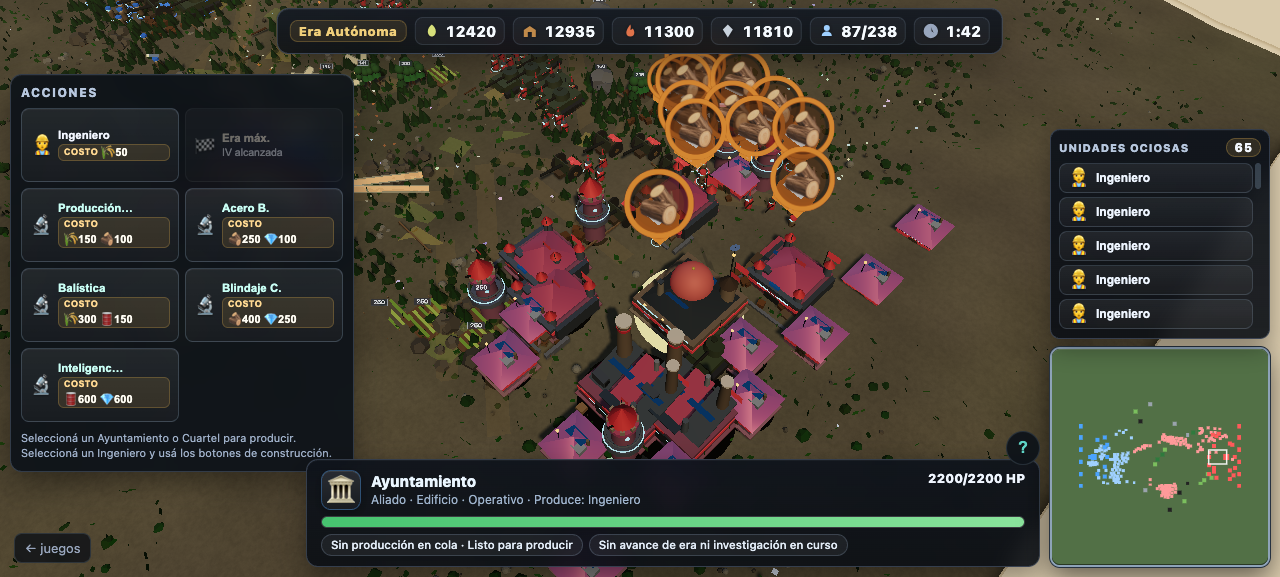 Era Autónoma
12420
12935
11300
11810
87/238
1:42
ACCIONES
Ingeniero
COSTO 50
Era máx.
IV alcanzada
Producción...
COSTO
150 100
Acero B.
COSTO
250 100
Balística
COSTO
300 150
Blindaje C.
COSTO
400 250
Inteligenc...
COSTO
600 600
Seleccioná un Ayuntamiento o Cuartel para producir.
Seleccioná un Ingeniero y usá los botones de construcción.
UNIDADES OCIOSAS 65
Ingeniero
Ingeniero
Ingeniero
Ingeniero
Ingeniero
250
250
250
260
?
Ayuntamiento
2200/2200 HP
Aliado · Edificio · Operativo · Produce: Ingeniero
Sin producción en cola · Listo para producir
Sin avance de era ni investigación en curso
← juegos